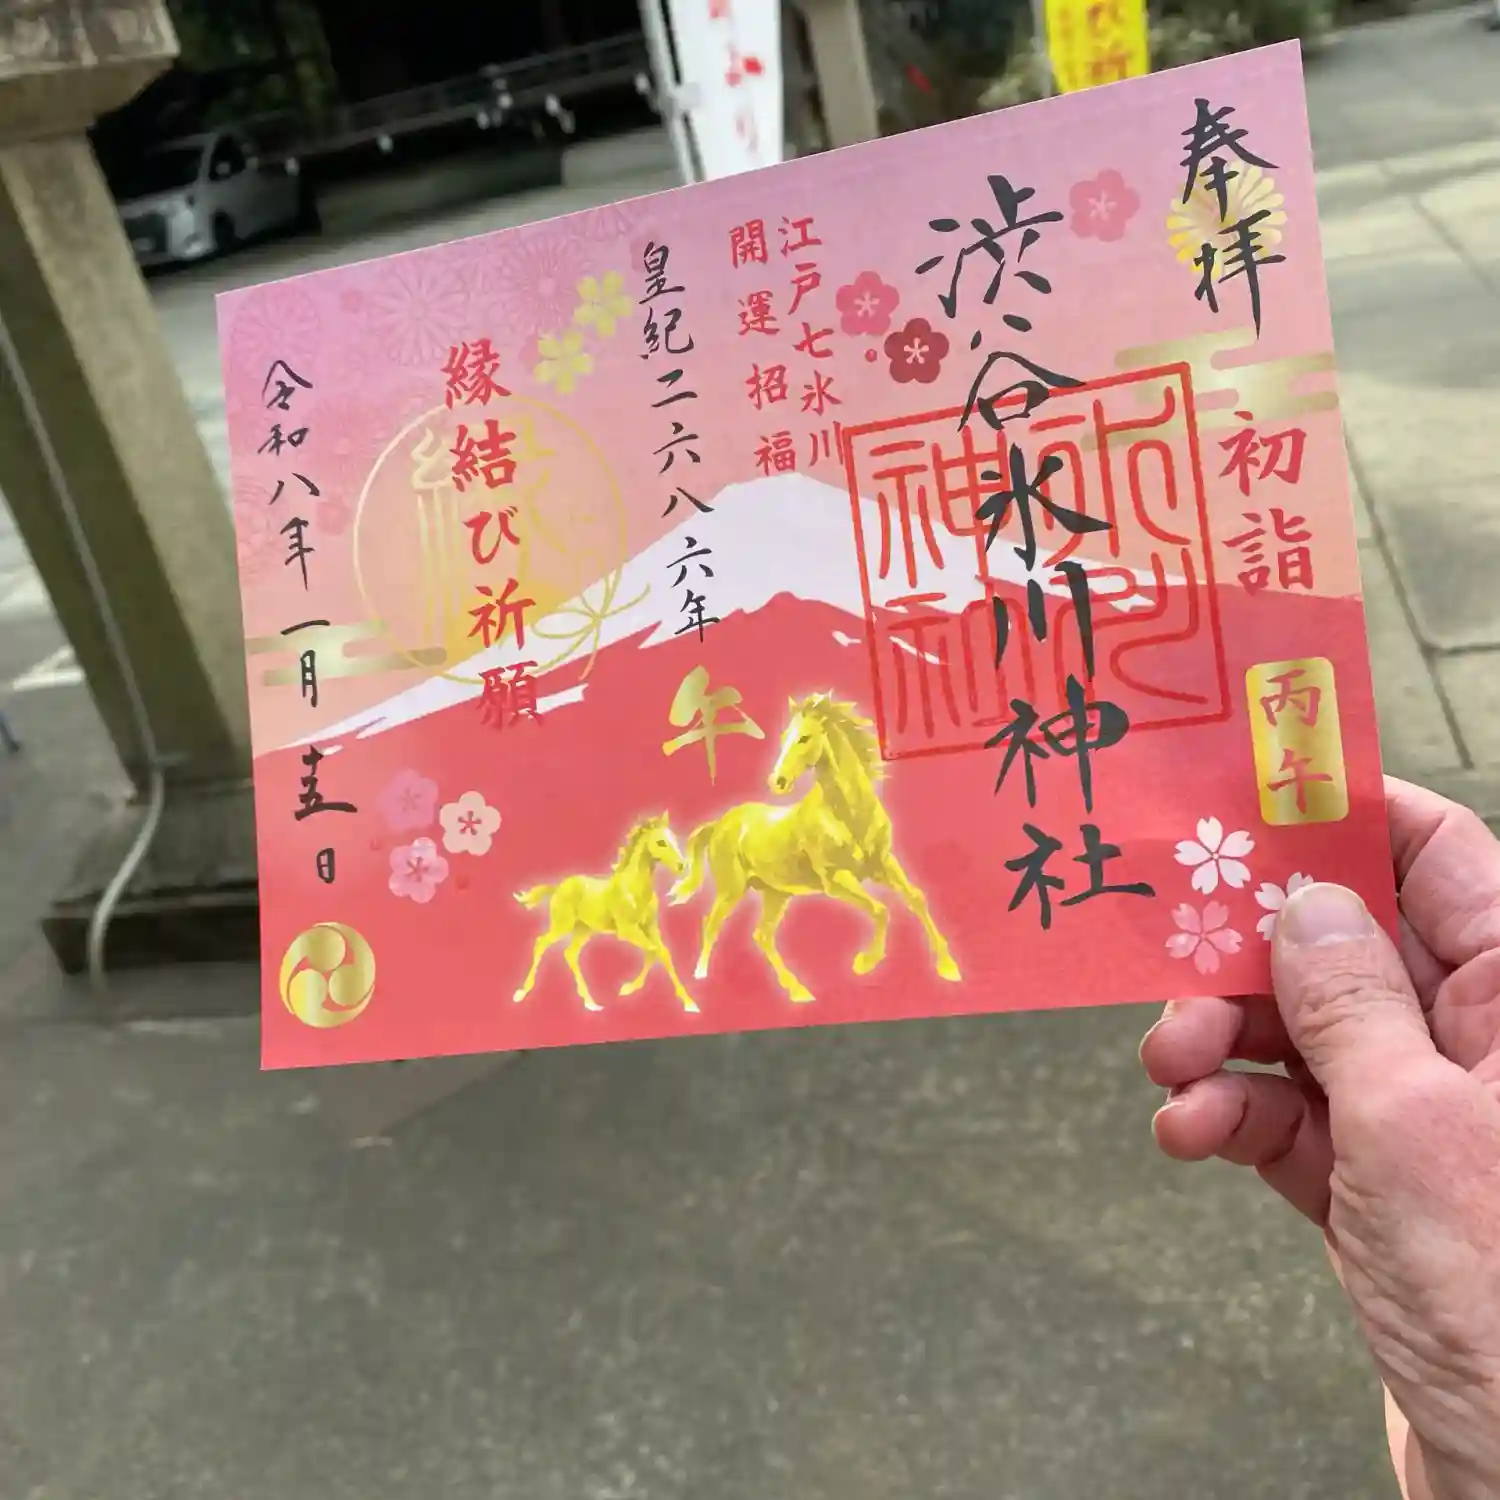 奉拝
初詣
丙午
渋谷氷川神社
江戸七氷川
開運招福
皇紀二六八六年
午
縁結び祈願
令和八年一月十五日